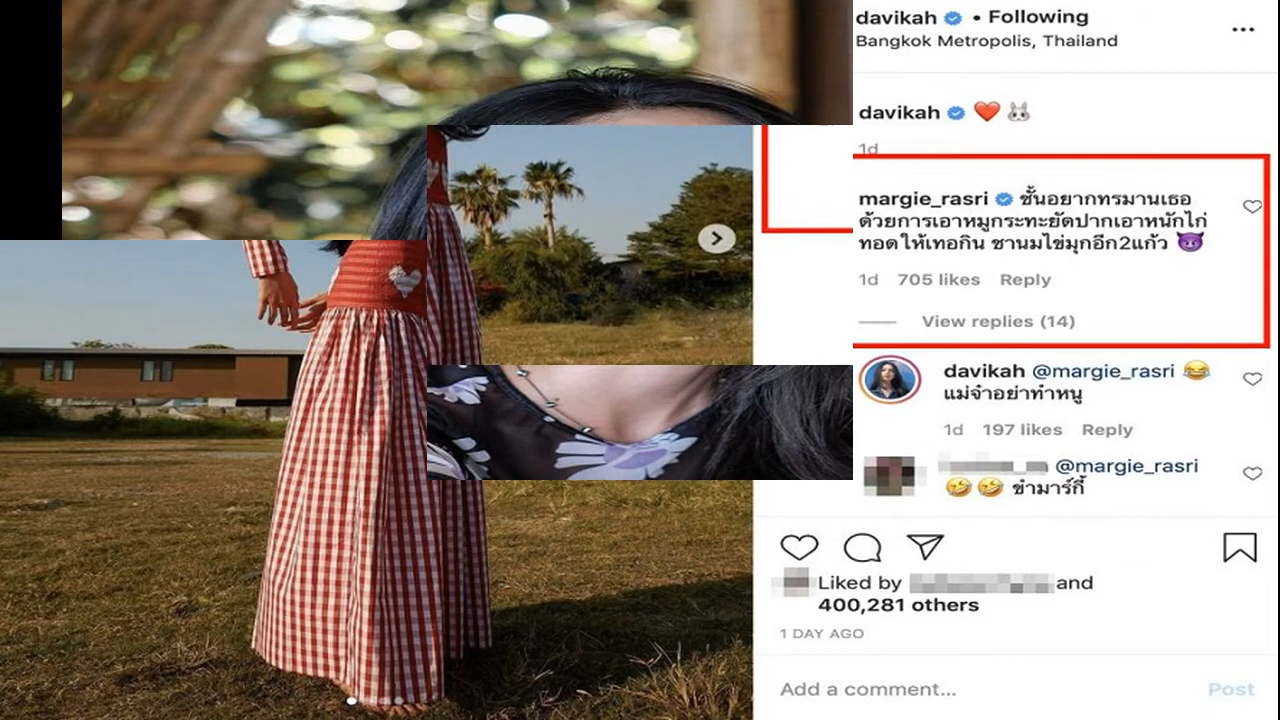 davikah • Following
Bangkok Metropolis, Thailand
davikah ❤️ 🐰
1d
margie_rasri ชั้นอยากทรมานเธอ
ด้วยการเอาหมูกระทะยัดปากเอาหนักไก่
ทอดให้เทอกิน ชานมไข่มุกอีก2แก้ว 😈
1d 705 likes Reply
View replies (14)
davikah @margie_rasri 😂
แม่จ๋าอย่าทำหนู
1d 197 likes Reply
@margie_rasri
🤣 🤣 ขำมาร์กี้
Liked by and
400,281 others
1 DAY AGO
Add a comment... Post